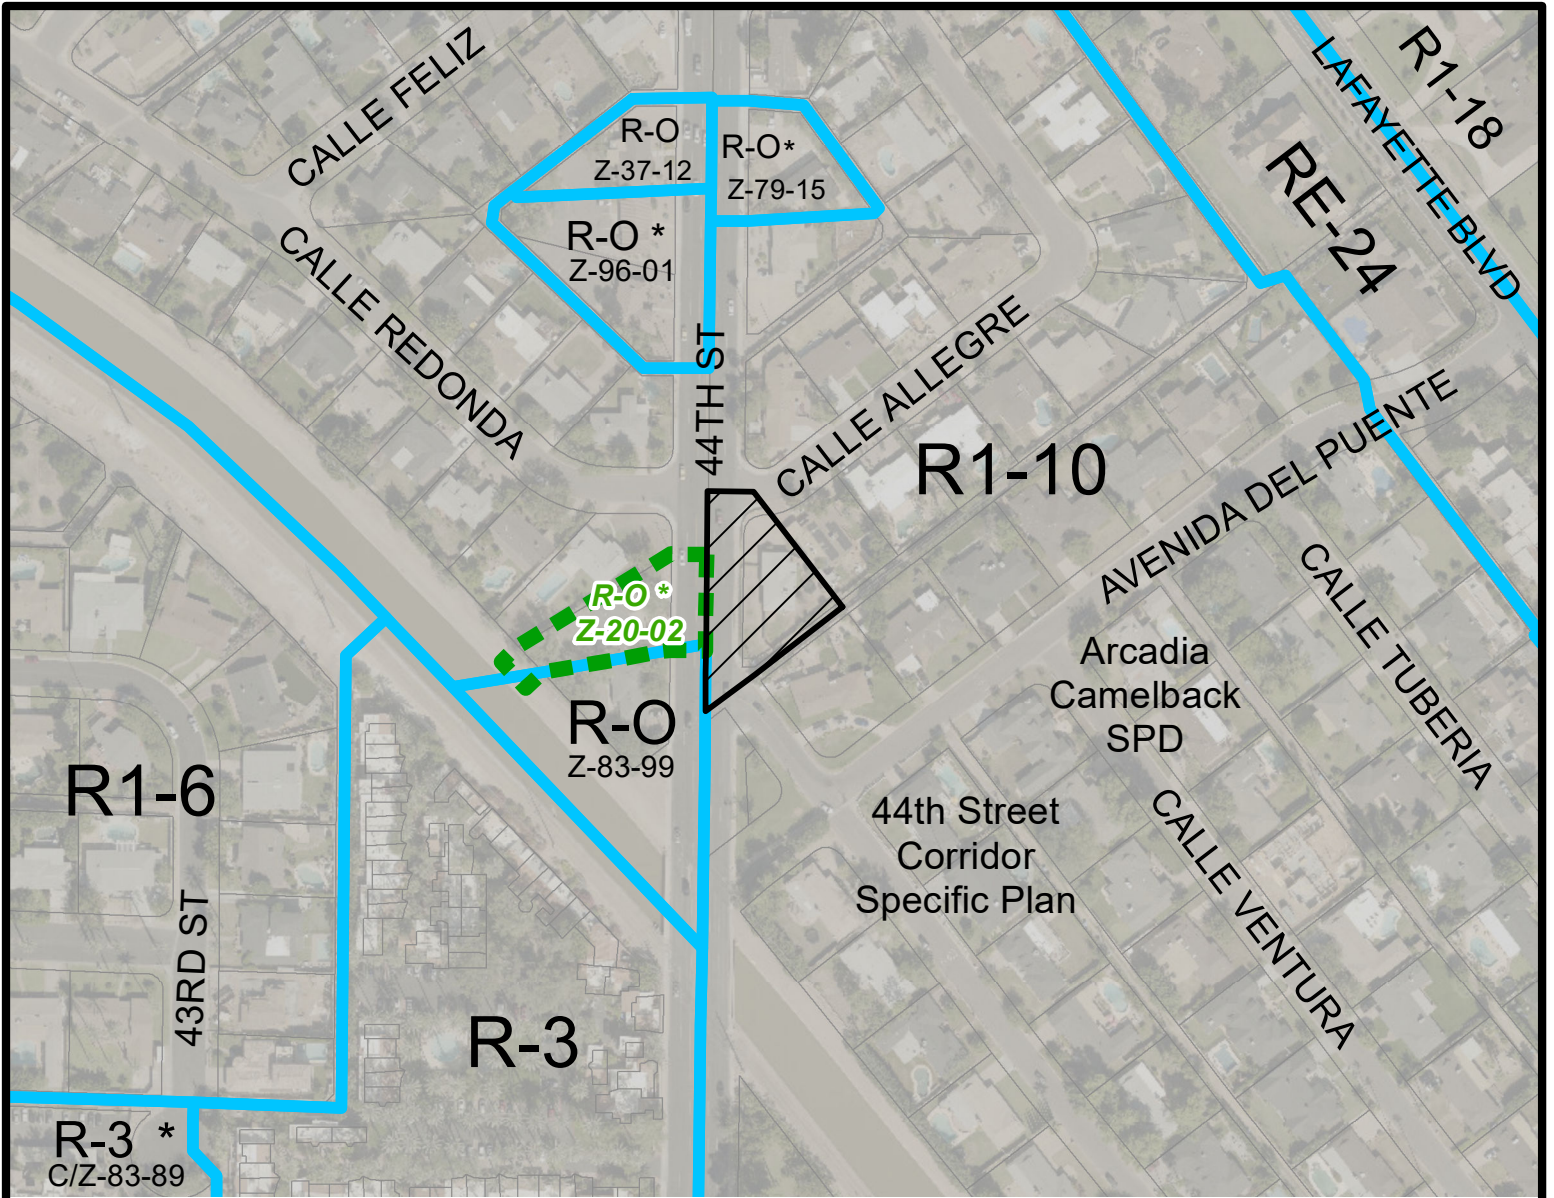 CALLE FELIZ
R-O
Z-37-12
R-O*
Z-79-15
R1-18
LAFAYETTE BLVD
RE-24
R-O *
Z-96-01
CALLE REDONDA
44TH ST
CALLE ALLEGRE
R1-10
AVENIDA DEL PUENTE
R-O *
Z-20-02
CALLE TUBERIA
Arcadia
Camelback
SPD
R-O
Z-83-99
R1-6
44th Street
Corridor
Specific Plan
CALLE VENTURA
43RD ST
R-3
R-3 *
C/Z-83-89